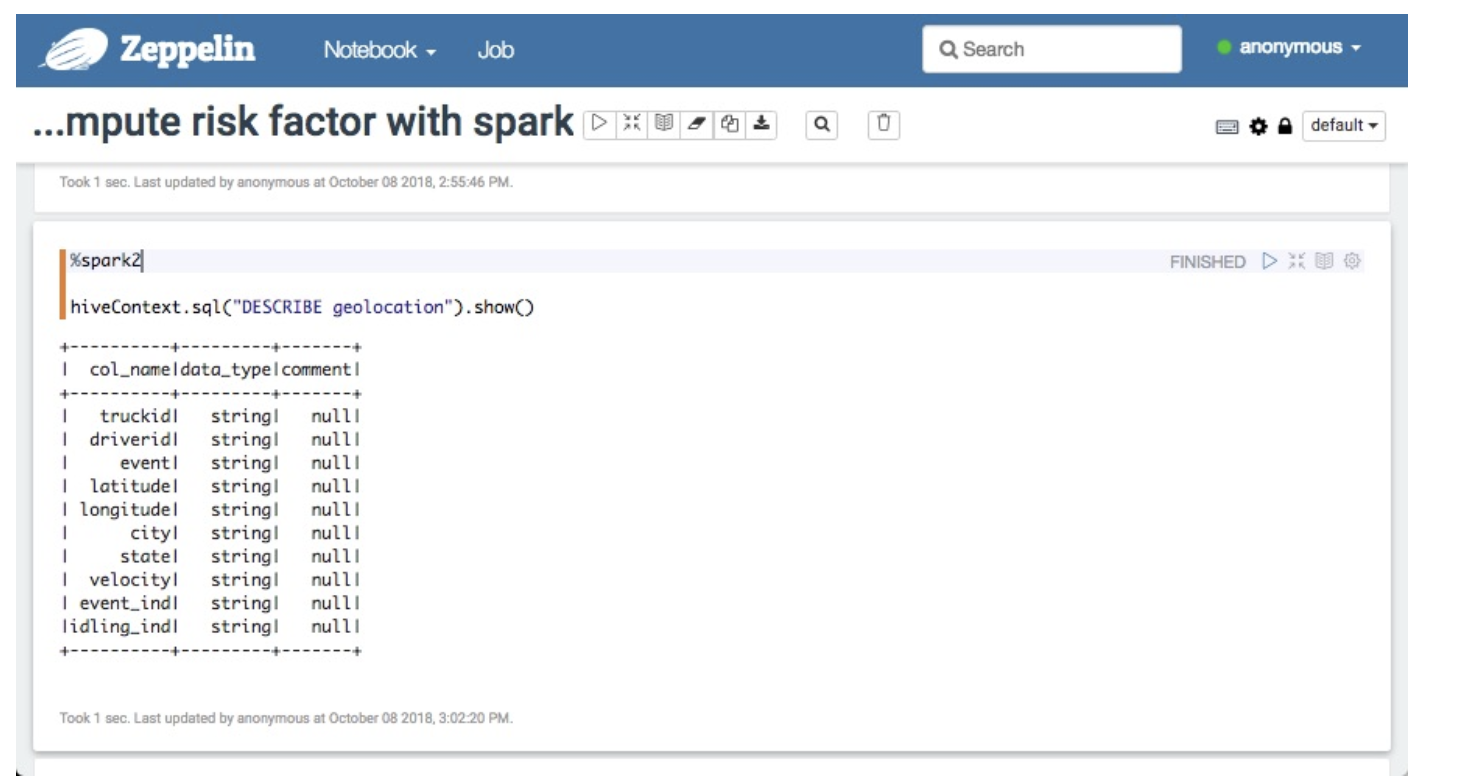 Zeppelin Notebook Job Search anonymous
...mpute risk factor with spark default
Took 1 sec. Last updated by anonymous at October 08 2018, 2:55:46 PM.
%spark2 FINISHED
hiveContext.sql("DESCRIBE geolocation").show()
+----------+---------+-------+
|  col_name|data_type|comment|
+----------+---------+-------+
|   truckid|   string|   null|
|  driverid|   string|   null|
|     event|   string|   null|
|  latitude|   string|   null|
| longitude|   string|   null|
|      city|   string|   null|
|     state|   string|   null|
|  velocity|   string|   null|
| event_ind|   string|   null|
|idling_ind|   string|   null|
+----------+---------+-------+
Took 1 sec. Last updated by anonymous at October 08 2018, 3:02:20 PM.